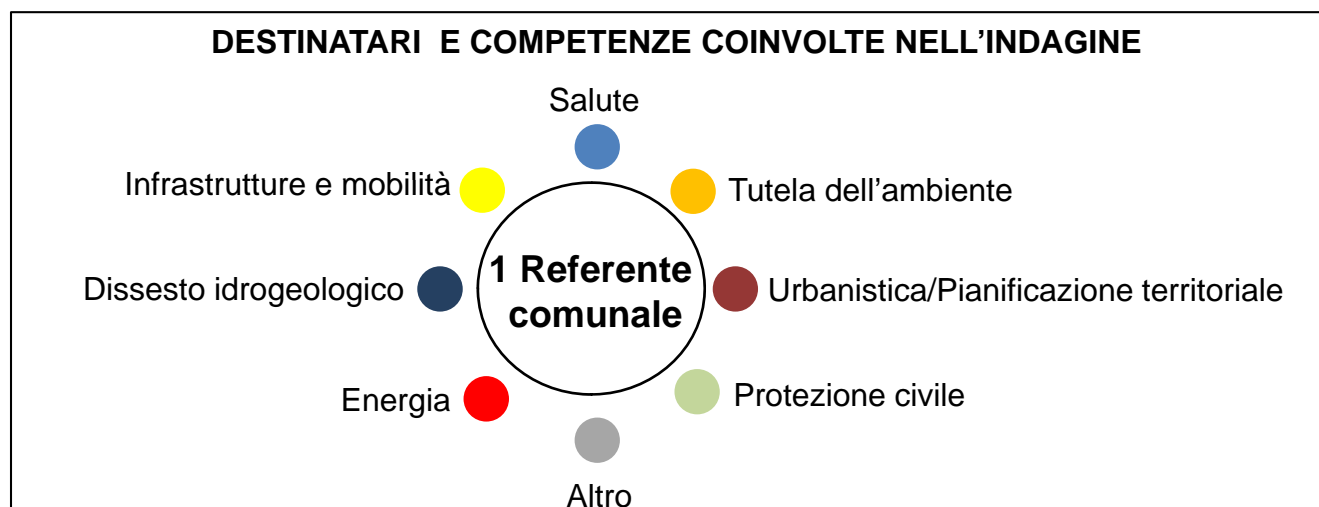 DESTINATARI E COMPETENZE COINVOLTE NELL’INDAGINE
Salute
Infrastrutture e mobilità
Tutela dell’ambiente
1 Referente
comunale
Dissesto idrogeologico
Urbanistica/Pianificazione territoriale
Energia
Protezione civile
Altro